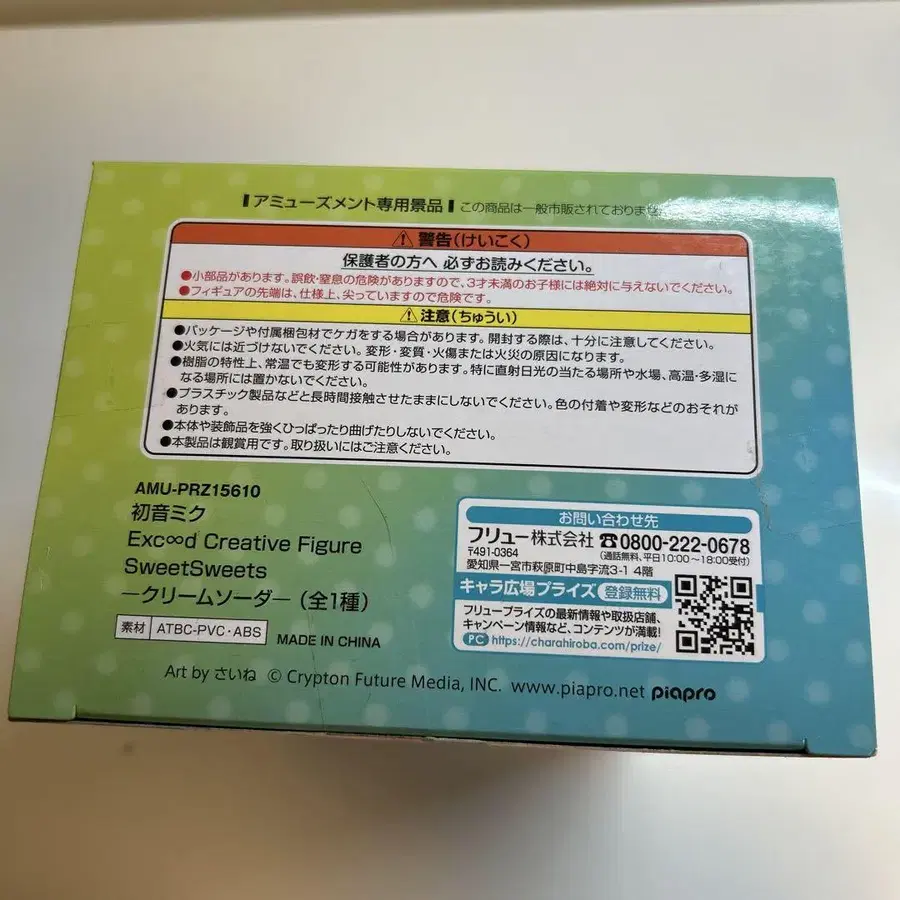 アミューズメント専用景品 この商品は一般市販されておりません
⚠警告(けいこく)
保護者の方へ 必ずお読みください。
●小部品があります。誤飲・窒息の危険がありますので、3才未満のお子様には絶対に与えないでください。
●フィギュアの先端は、仕様上、尖っていますので危険です。
⚠注意(ちゅうい)
●パッケージや付属梱包材でケガをする場合があります。開封する際は、十分に注意してください。
●火気には近づけないでください。変形・変質・火傷または火災の原因になります。
●樹脂の特性上、常温でも変形する可能性があります。特に直射日光の当たる場所や水場、高温・多湿に
なる場所には置かないでください。
●プラスチック製品などと長時間接触させたままにしないでください。色の付着や変形などのおそれが
あります。
●本体や装飾品を強くひっぱったり曲げたりしないでください。
●本製品は観賞用です。取り扱いにはご注意ください。
AMU-PRZ15610
初音ミク
Exc∞d Creative Figure
SweetSweets
―クリームソーダ―(全1種)
素材 ATBC-PVC・ABS MADE IN CHINA
お問い合わせ先
フリュー株式会社 ☎0800-222-0678
〒491-0364 (通話無料、平日10:00~18:00受付)
愛知県一宮市萩原町中島字流3-1 4階
キャラ広場プライズ 登録無料
フリュープライズの最新情報や取扱店舗、
キャンペーン情報など、コンテンツが満載!
PC https://charahiroba.com/prize/
Art by さいね © Crypton Future Media, INC. www.piapro.net piapro